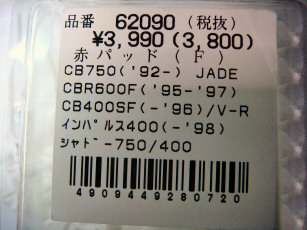 品番 62090 (税抜)
¥3,990(3,800)
赤パッド(F)
CB750('92-) JADE
CBR600F('95-'97)
CB400SF(-'96)/V-R
インパルス400(-'98)
シャドー750/400
4909449280720